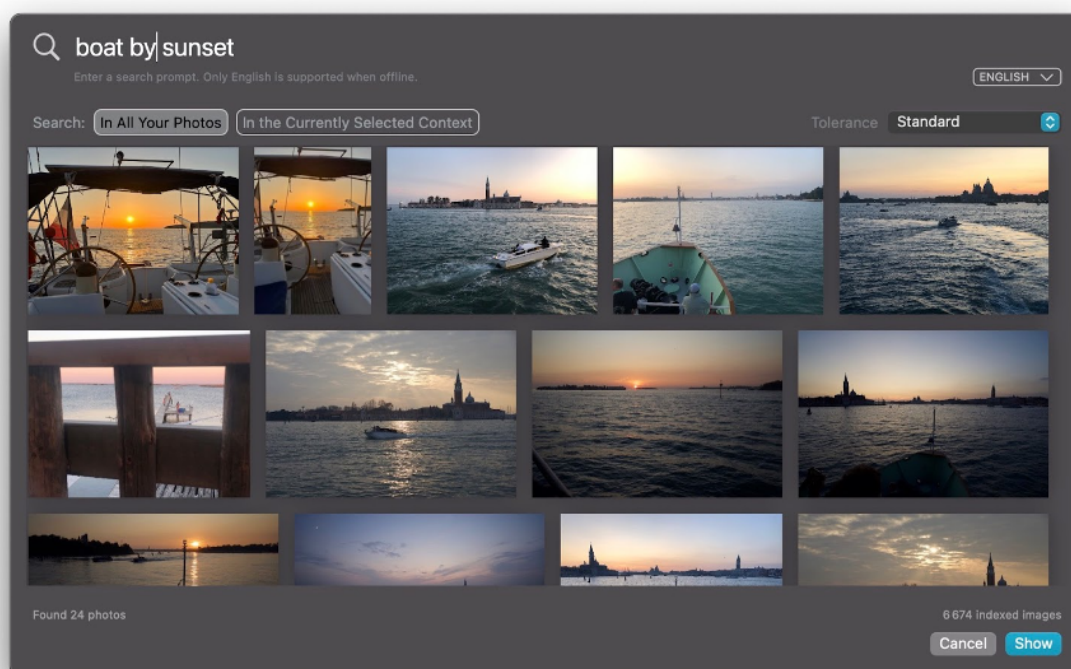 boat by sunset
Enter a search prompt. Only English is supported when offline.
ENGLISH
Search: In All Your Photos In the Currently Selected Context
Tolerance Standard
Found 24 photos
6 674 indexed images
Cancel Show